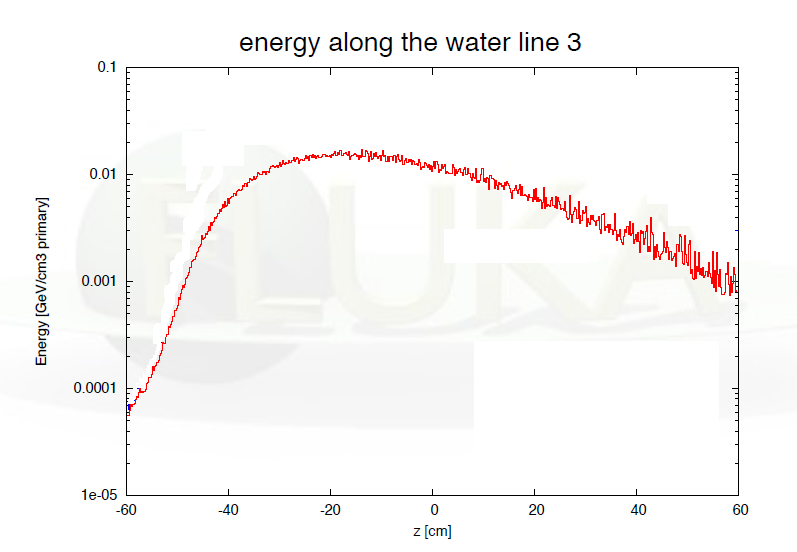 energy along the water line 3
0.1
0.01
0.001
0.0001
1e-05
Energy [GeV/cm3 primary]
-60 -40 -20 0 20 40 60
z [cm]
FLUKA